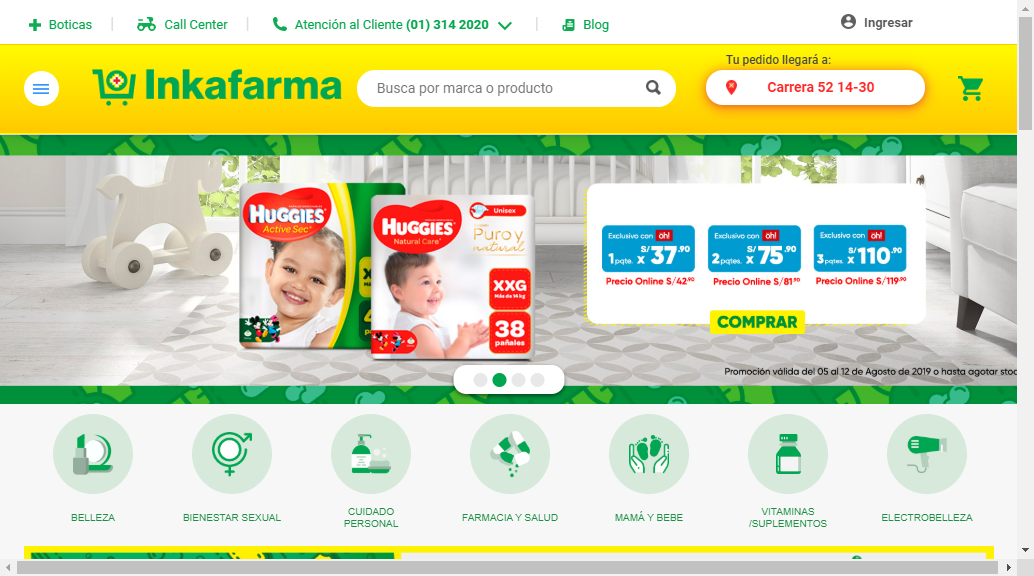 Boticas
Call Center
Atención al Cliente (01) 314 2020
Blog
Ingresar
Tu pedido llegará a:
Inkafarma
Busca por marca o producto
Carrera 52 14-30
HUGGIES
Active Sec
HUGGIES
Natural Care
Unisex
Puro y
natural
XXG
Más de 14 kg
38
pañales
Exclusivo con oh!
1 pqte. x S/37.90
Precio Online S/42.90
Exclusivo con oh!
2 pqtes. x S/75.90
Precio Online S/81.90
Exclusivo con oh!
3 pqtes. x S/110.90
Precio Online S/119.90
COMPRAR
Promoción válida del 05 al 12 de Agosto de 2019 o hasta agotar stoc
BELLEZA
BIENESTAR SEXUAL
CUIDADO
PERSONAL
FARMACIA Y SALUD
MAMÁ Y BEBE
VITAMINAS
/SUPLEMENTOS
ELECTROBELLEZA